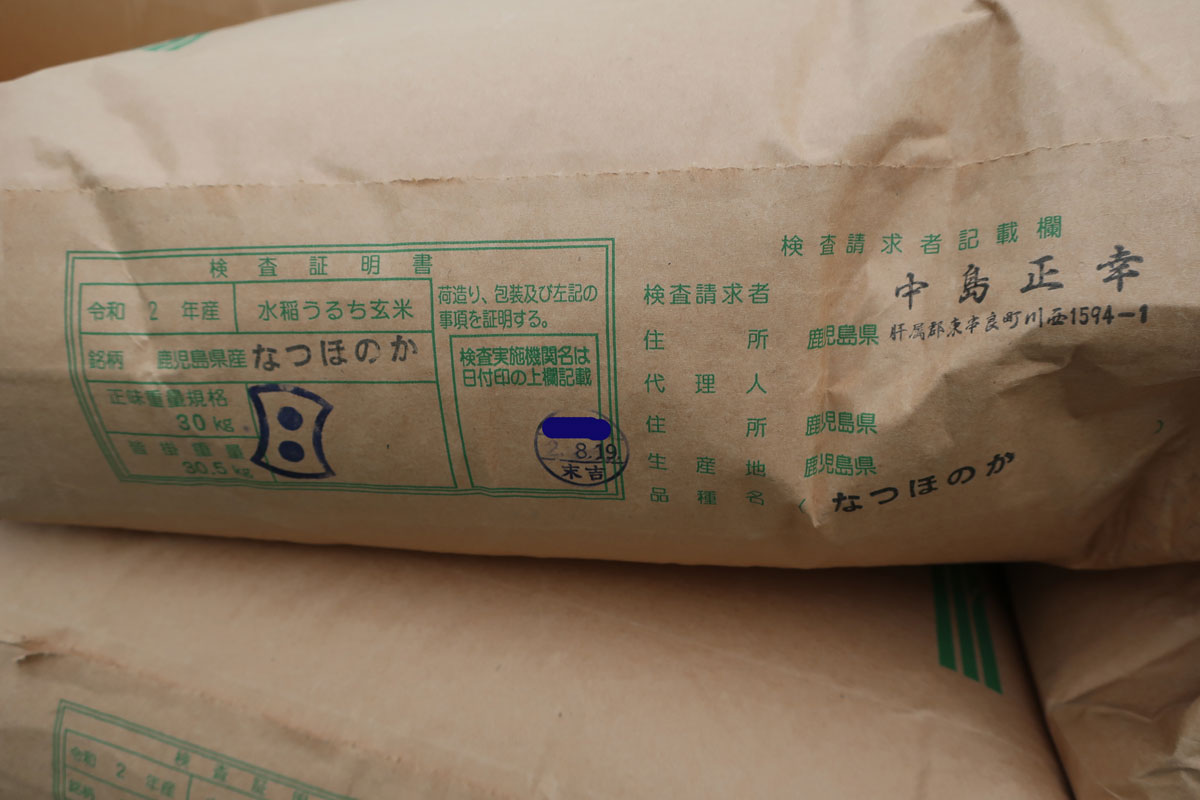 検査証明書
令和 2 年産 水稲うるち玄米
銘柄 鹿児島県産 なつほのか
正味重量規格
30 kg
皆掛重量
30.5 kg
荷造り、包装及び左記の
事項を証明する。
検査実施機関名は
日付印の上欄記載
2. 8.19
末吉
検査請求者記載欄
検査請求者 中島正幸
住所 鹿児島県 肝属郡東串良町川西1594-1
代理人
住所 鹿児島県
生産地 鹿児島県
品種名 ( なつほのか )
検査証明
令和 2 年産
銘柄